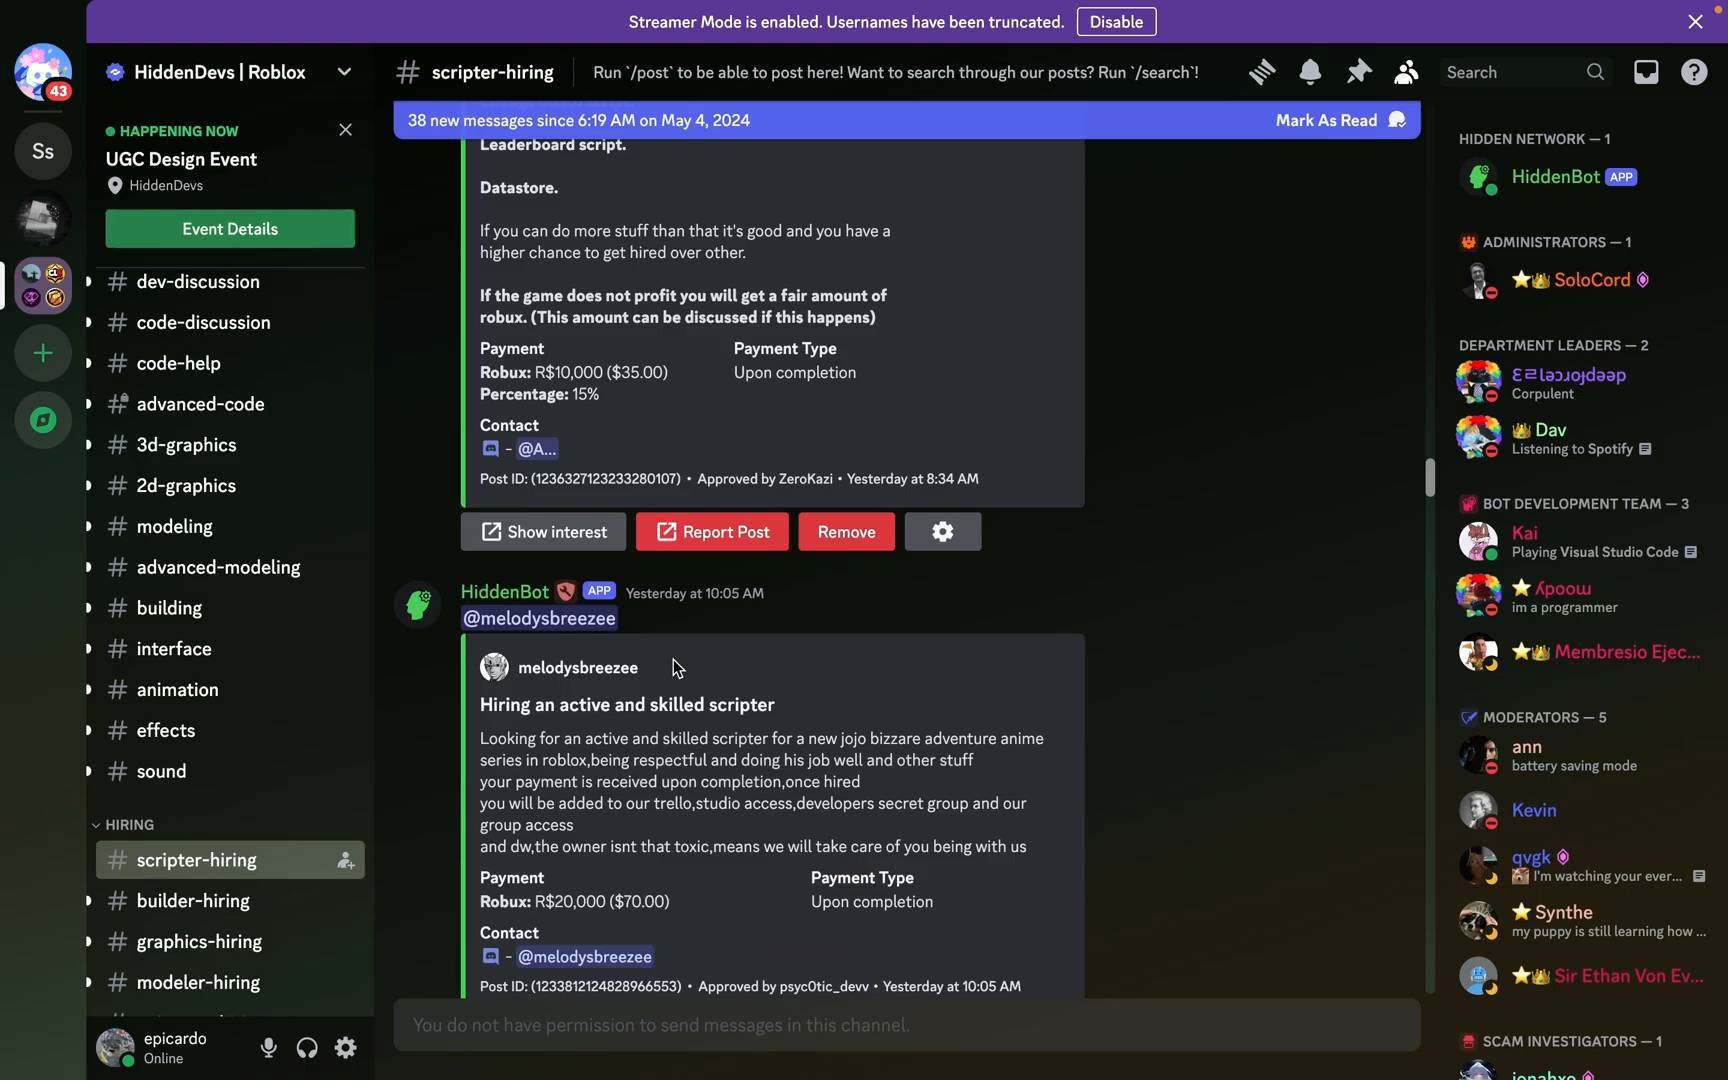 Streamer Mode is enabled. Usernames have been truncated.
Disable
43
Ss
HiddenDevs | Roblox
HAPPENING NOW
UGC Design Event
HiddenDevs
Event Details
# dev-discussion
# code-discussion
# code-help
# advanced-code
# 3d-graphics
# 2d-graphics
# modeling
# advanced-modeling
# building
# interface
# animation
# effects
# sound
HIRING
# scripter-hiring
# builder-hiring
# graphics-hiring
# modeler-hiring
epicardo
Online
# scripter-hiring
Run `/post` to be able to post here! Want to search through our posts? Run `/search`!
Search
38 new messages since 6:19 AM on May 4, 2024
Mark As Read
Leaderboard script.
Datastore.
If you can do more stuff than that it's good and you have a
higher chance to get hired over other.
If the game does not profit you will get a fair amount of
robux. (This amount can be discussed if this happens)
Payment
Robux: R$10,000 ($35.00)
Percentage: 15%
Payment Type
Upon completion
Contact
- @A...
Post ID: (1236327123233280107) • Approved by ZeroKazi • Yesterday at 8:34 AM
Show interest
Report Post
Remove
HiddenBot APP Yesterday at 10:05 AM
@melodysbreezee
melodysbreezee
Hiring an active and skilled scripter
Looking for an active and skilled scripter for a new jojo bizzare adventure anime
series in roblox,being respectful and doing his job well and other stuff
your payment is received upon completion,once hired
you will be added to our trello,studio access,developers secret group and our
group access
and dw,the owner isnt that toxic,means we will take care of you being with us
Payment
Robux: R$20,000 ($70.00)
Payment Type
Upon completion
Contact
- @melodysbreezee
Post ID: (1233812124828966553) • Approved by psyc0tic_devv • Yesterday at 10:05 AM
You do not have permission to send messages in this channel.
HIDDEN NETWORK — 1
HiddenBot APP
ADMINISTRATORS — 1
SoloCord
DEPARTMENT LEADERS — 2
Corpulent
Dav
Listening to Spotify
BOT DEVELOPMENT TEAM — 3
Kai
Playing Visual Studio Code
ʎpooɯ
im a programmer
Membresio Ejec...
MODERATORS — 5
ann
battery saving mode
Kevin
qvgk
I'm watching your ever...
Synthe
my puppy is still learning how ...
Sir Ethan Von Ev...
SCAM INVESTIGATORS — 1